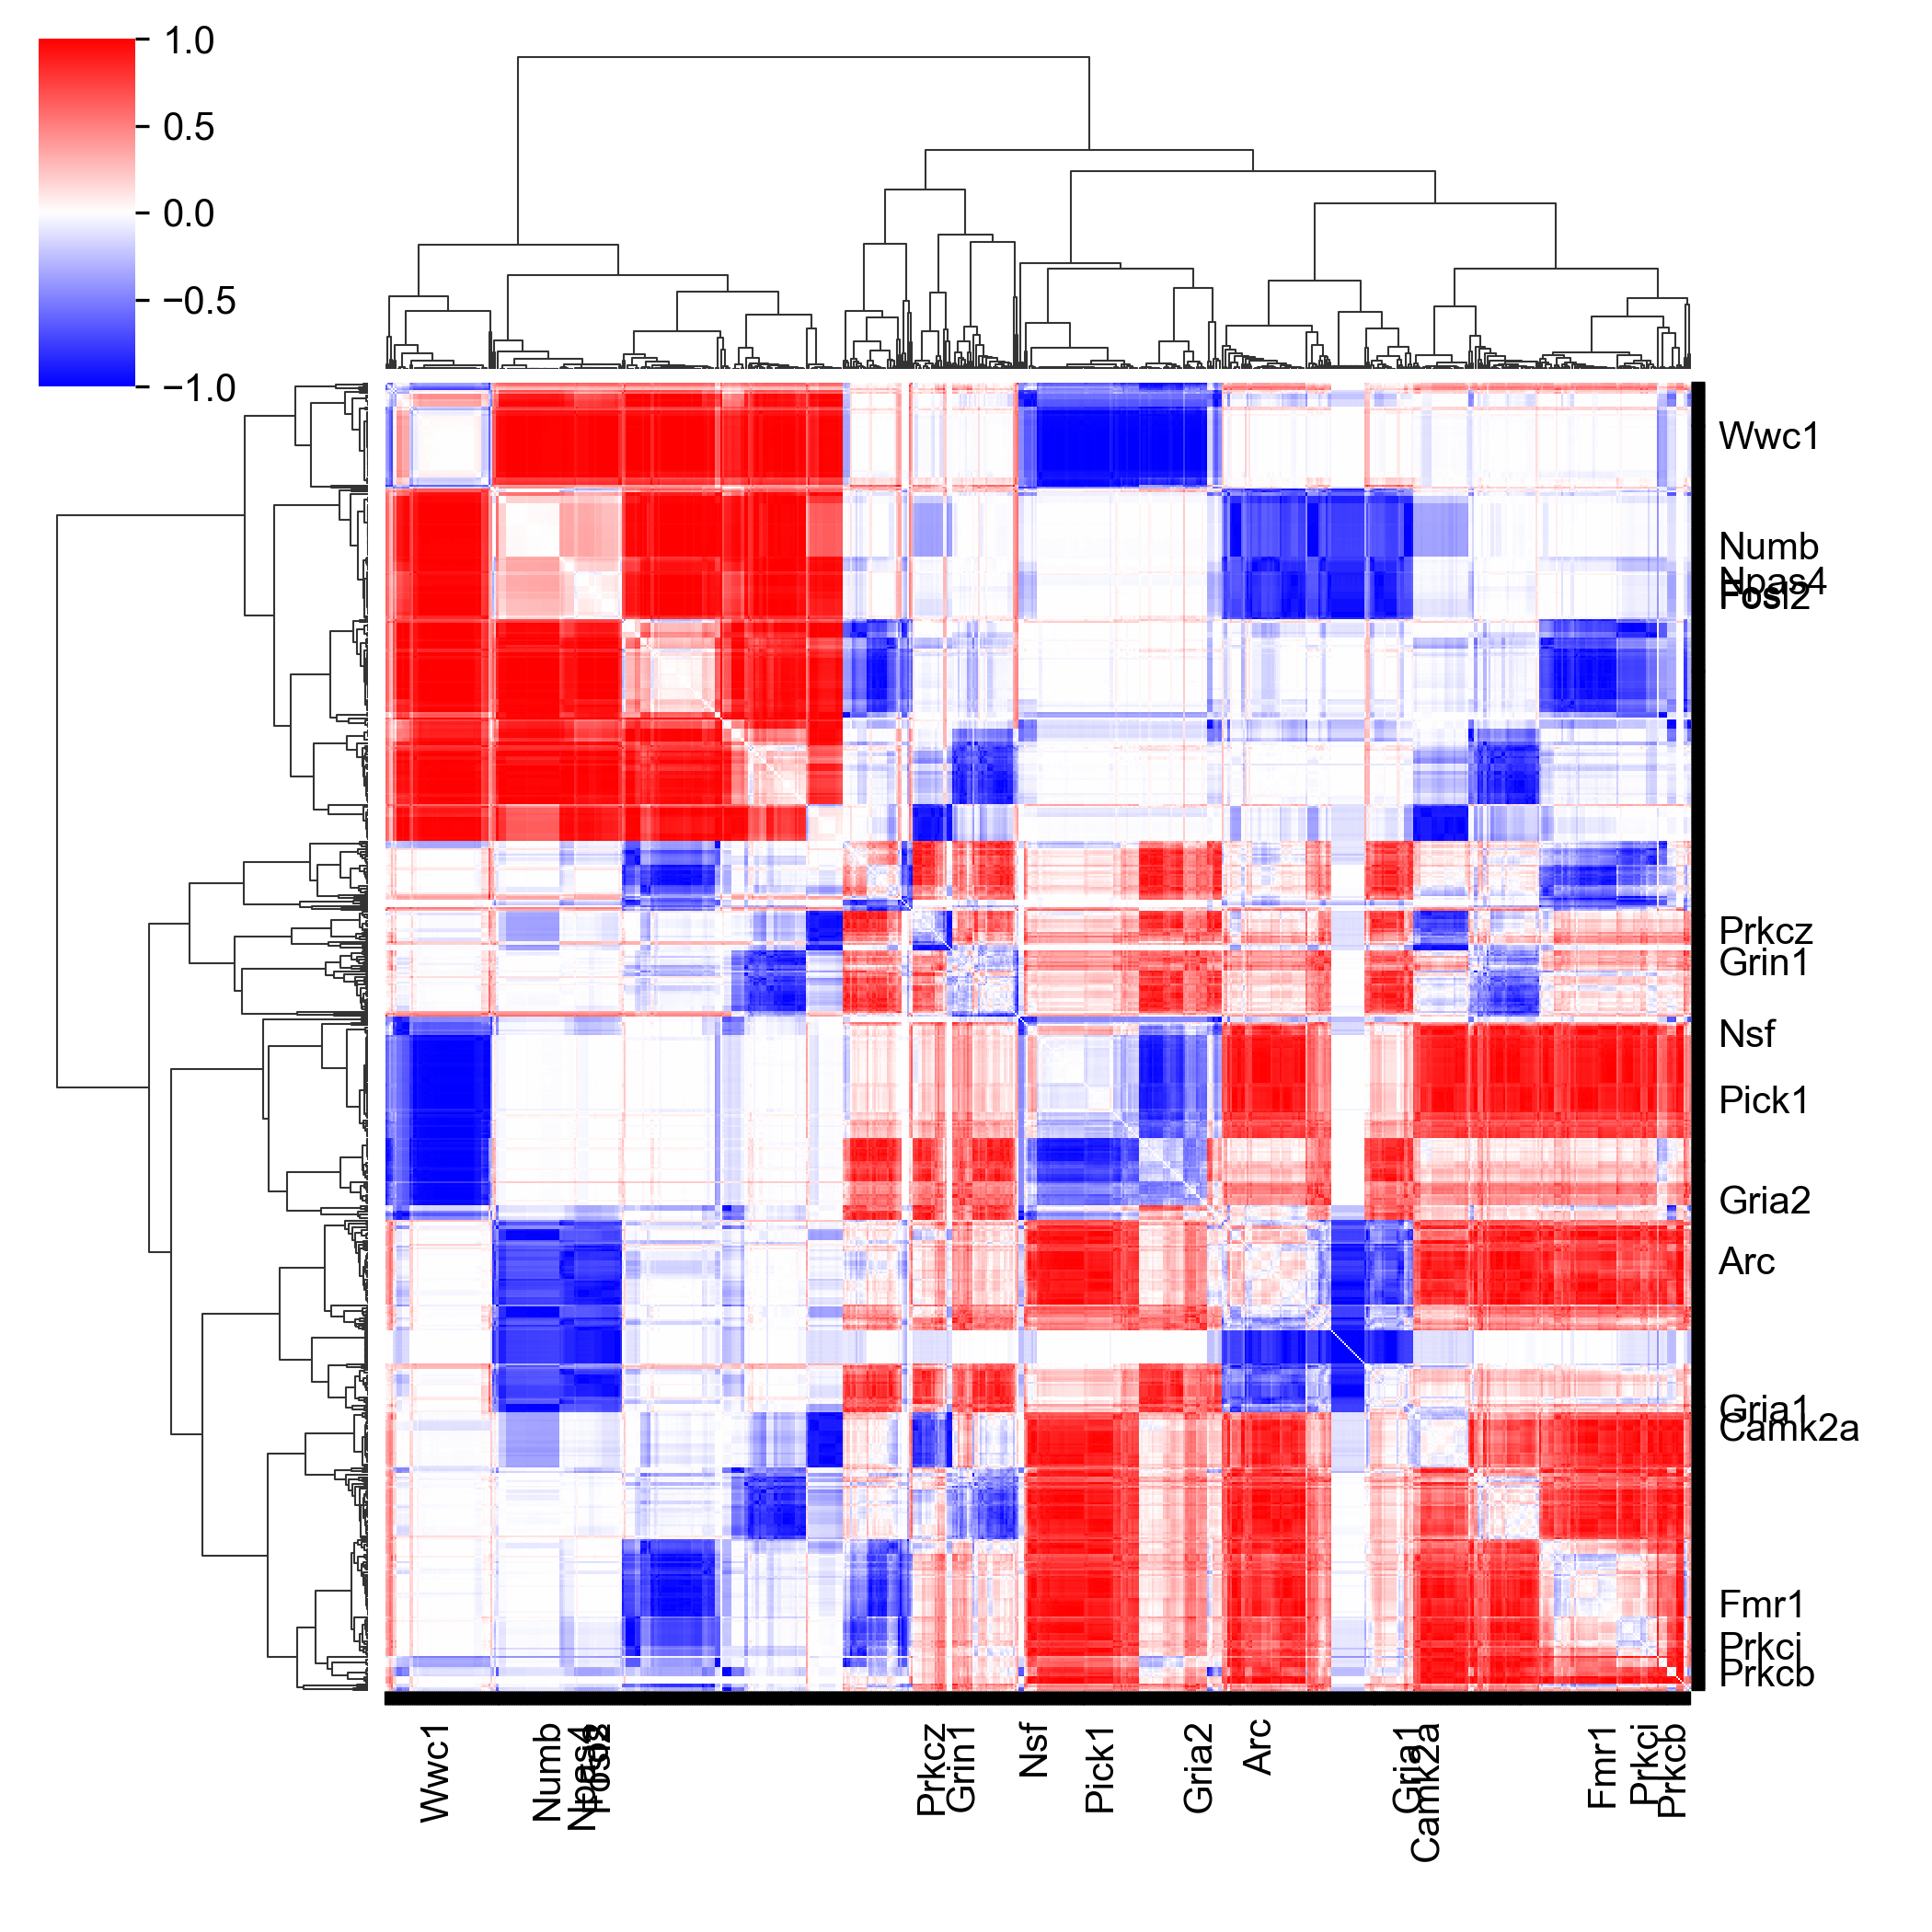 1.0
0.5
0.0
−0.5
−1.0
Wwc1
Numb
Npas4
Fosl2
Prkcz
Grin1
Nsf
Pick1
Gria2
Arc
Gria1
Camk2a
Fmr1
Prkci
Prkcb
Wwc1
Numb
Npas4
Fosl2
Prkcz
Grin1
Nsf
Pick1
Gria2
Arc
Gria1
Camk2a
Fmr1
Prkci
Prkcb